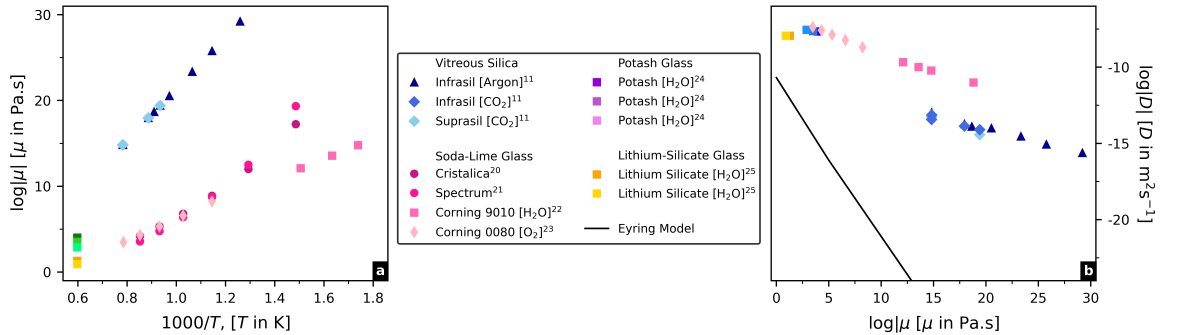 30
20
10
0
log|μ| [μ in Pa.s]
0.6 0.8 1.0 1.2 1.4 1.6 1.8
1000/T, [T in K]
a
Vitreous Silica
Infrasil [Argon]¹¹
Infrasil [CO₂]¹¹
Suprasil [CO₂]¹¹
Soda-Lime Glass
Cristalica²⁰
Spectrum²¹
Corning 9010 [H₂O]²²
Corning 0080 [O₂]²³
Potash Glass
Potash [H₂O]²⁴
Potash [H₂O]²⁴
Potash [H₂O]²⁴
Lithium-Silicate Glass
Lithium Silicate [H₂O]²⁵
Lithium Silicate [H₂O]²⁵
Eyring Model
-10
-15
-20
log|D| [D in m²s⁻¹]
0 5 10 15 20 25 30
log|μ [μ in Pa.s]
b